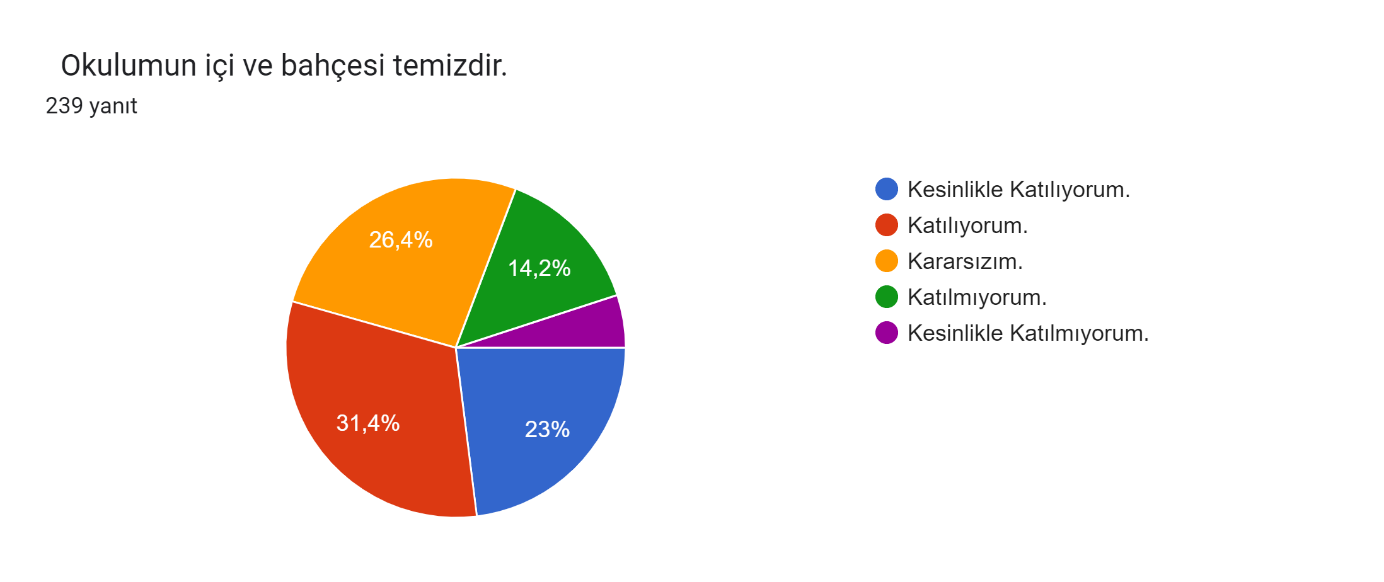 Okulumun içi ve bahçesi temizdir.
239 yanıt
Kesinlikle Katılıyorum.
Katılıyorum.
Kararsızım.
Katılmıyorum.
Kesinlikle Katılmıyorum.
26,4%
14,2%
31,4%
23%